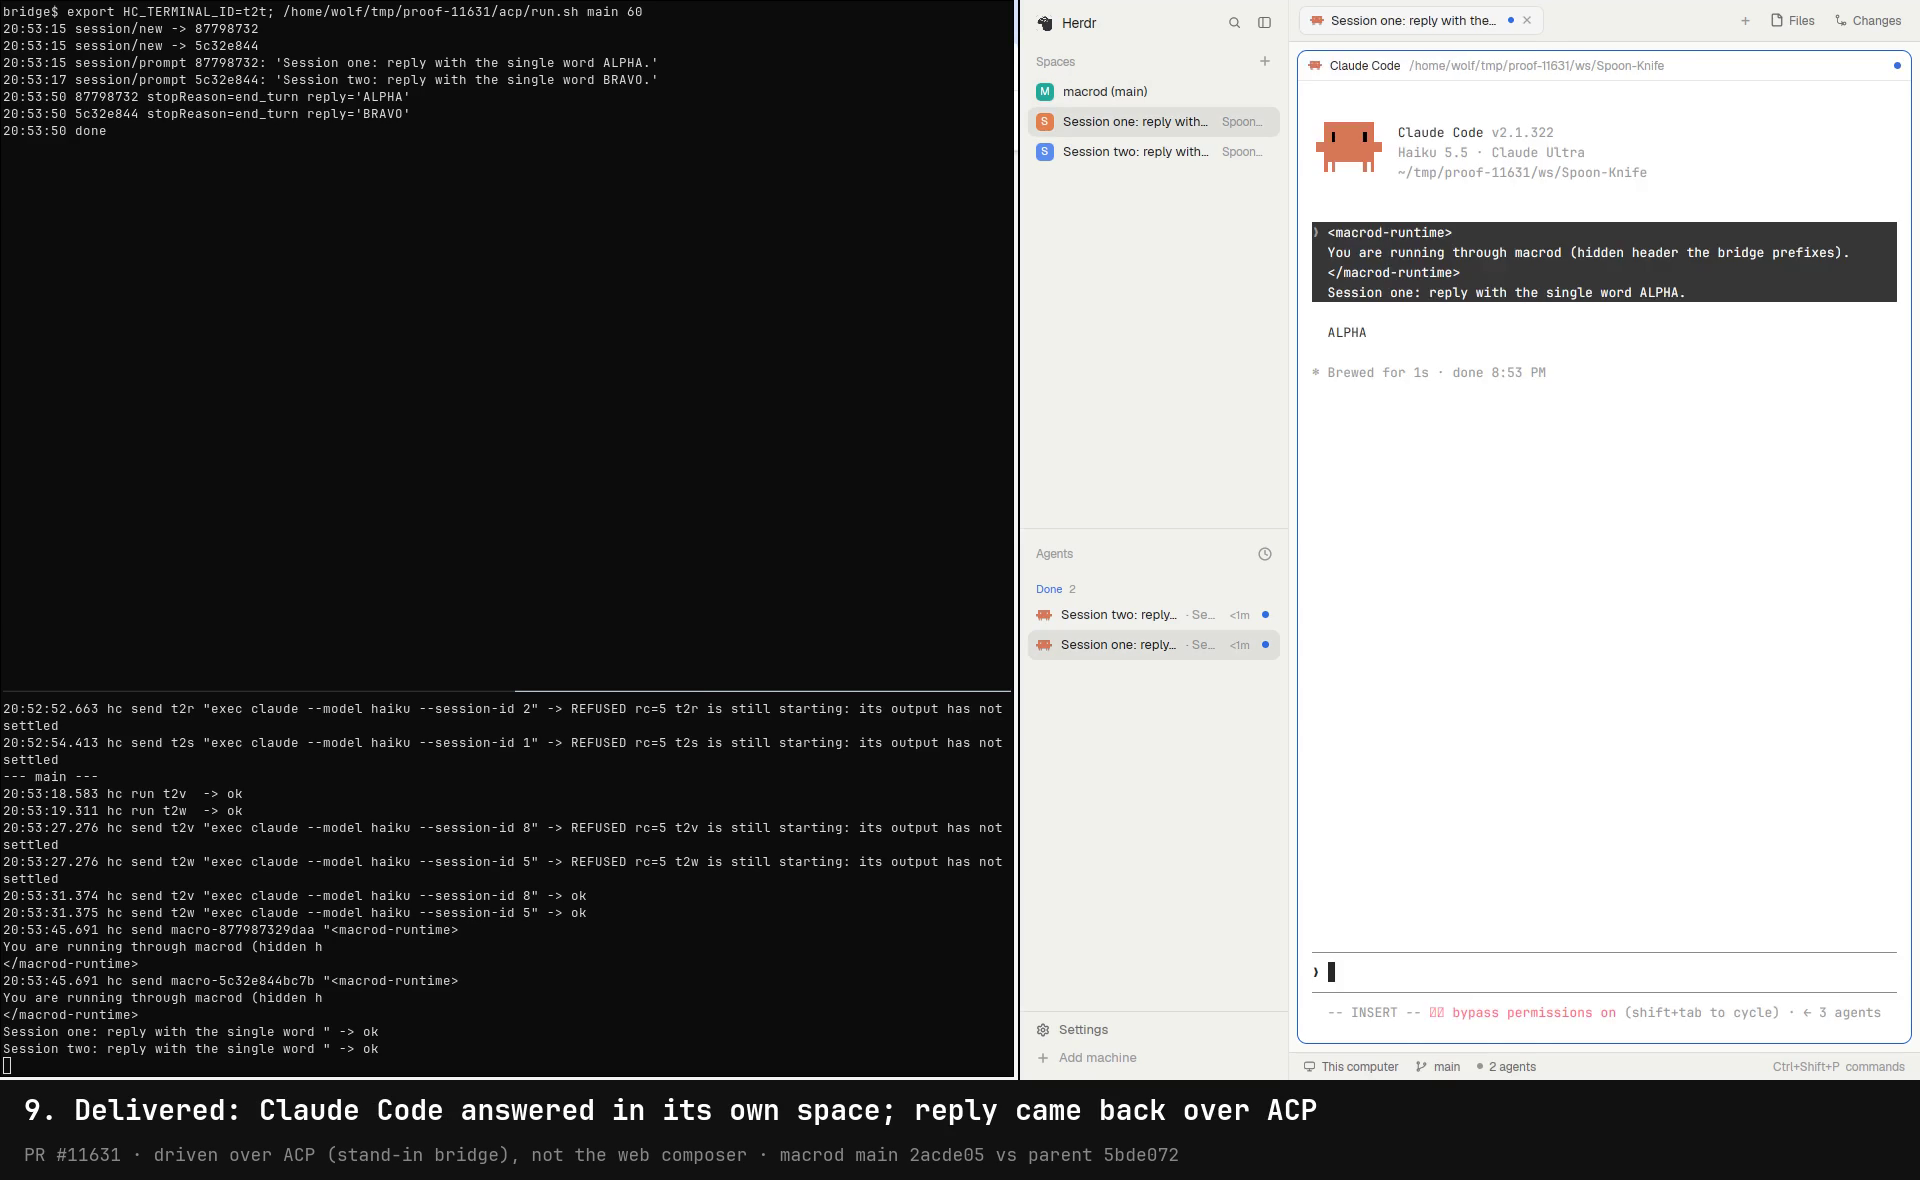 bridge$ export HC_TERMINAL_ID=t2t; /home/wolf/tmp/proof-11631/acp/run.sh main 60
20:53:15 session/new -> 87798732
20:53:15 session/new -> 5c32e844
20:53:15 session/prompt 87798732: 'Session one: reply with the single word ALPHA.'
20:53:17 session/prompt 5c32e844: 'Session two: reply with the single word BRAVO.'
20:53:50 87798732 stopReason=end_turn reply='ALPHA'
20:53:50 5c32e844 stopReason=end_turn reply='BRAVO'
20:53:50 done
20:52:52.663 hc send t2r "exec claude --model haiku --session-id 2" -> REFUSED rc=5 t2r is still starting: its output has not
settled
20:52:54.413 hc send t2s "exec claude --model haiku --session-id 1" -> REFUSED rc=5 t2s is still starting: its output has not
settled
--- main ---
20:53:18.583 hc run t2v  -> ok
20:53:19.311 hc run t2w  -> ok
20:53:27.276 hc send t2v "exec claude --model haiku --session-id 8" -> REFUSED rc=5 t2v is still starting: its output has not
settled
20:53:27.276 hc send t2w "exec claude --model haiku --session-id 5" -> REFUSED rc=5 t2w is still starting: its output has not
settled
20:53:31.374 hc send t2v "exec claude --model haiku --session-id 8" -> ok
20:53:31.375 hc send t2w "exec claude --model haiku --session-id 5" -> ok
20:53:45.691 hc send macro-877987329daa "<macrod-runtime>
You are running through macrod (hidden h
</macrod-runtime>
20:53:45.691 hc send macro-5c32e844bc7b "<macrod-runtime>
You are running through macrod (hidden h
</macrod-runtime>
Session one: reply with the single word " -> ok
Session two: reply with the single word " -> ok
Herdr
Spaces
M macrod (main)
S Session one: reply with... Spoon...
S Session two: reply with... Spoon...
Agents
Done 2
Session two: reply... · Se... <1m
Session one: reply... · Se... <1m
Settings
+ Add machine
Session one: reply with the... ×
+ Files Changes
Claude Code /home/wolf/tmp/proof-11631/ws/Spoon-Knife
Claude Code v2.1.322
Haiku 5.5 · Claude Ultra
~/tmp/proof-11631/ws/Spoon-Knife
❯ <macrod-runtime>
You are running through macrod (hidden header the bridge prefixes).
</macrod-runtime>
Session one: reply with the single word ALPHA.
ALPHA
✻ Brewed for 1s · done 8:53 PM
❯
-- INSERT -- bypass permissions on (shift+tab to cycle) · ← 3 agents
This computer main 2 agents Ctrl+Shift+P commands
9. Delivered: Claude Code answered in its own space; reply came back over ACP
PR #11631 · driven over ACP (stand-in bridge), not the web composer · macrod main 2acde05 vs parent 5bde072